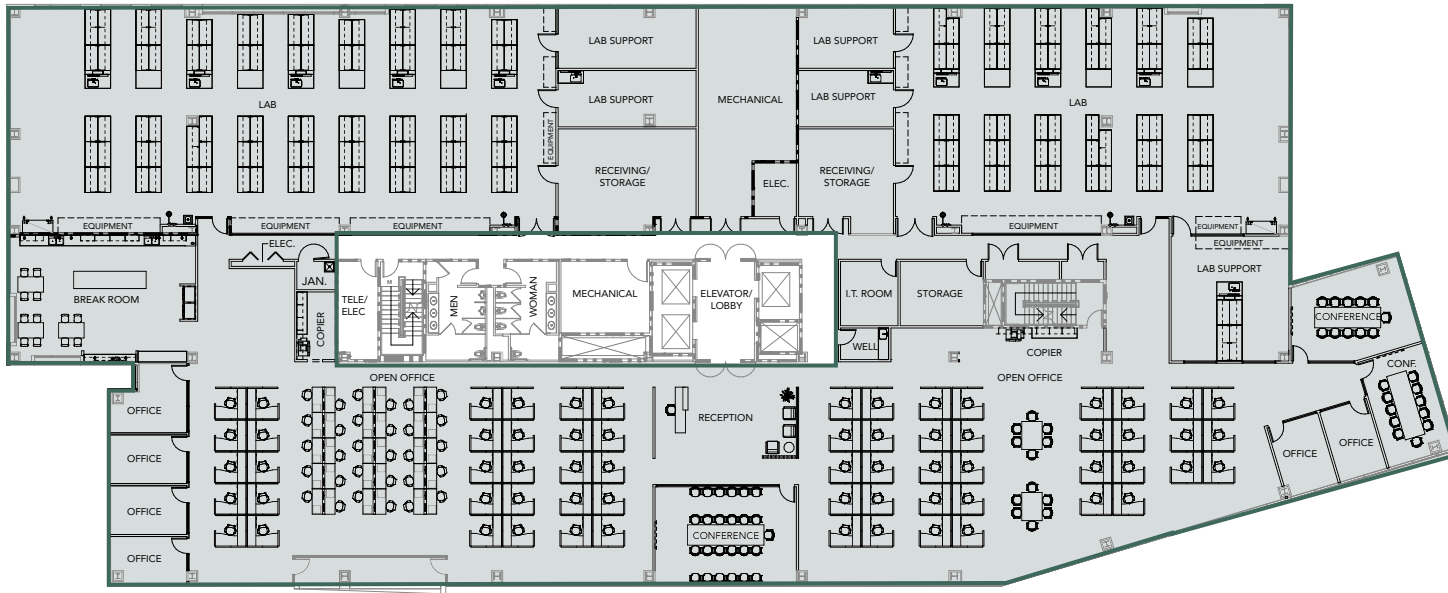 LAB SUPPORT
LAB SUPPORT
LAB
LAB SUPPORT
MECHANICAL
LAB SUPPORT
LAB
EQUIPMENT
RECEIVING/
STORAGE
ELEC.
RECEIVING/
STORAGE
EQUIPMENT
EQUIPMENT
EQUIPMENT
EQUIPMENT
EQUIPMENT
EQUIPMENT
ELEC.
JAN.
BREAK ROOM
COPIER
TELE/
ELEC
MEN
WOMAN
MECHANICAL
ELEVATOR/
LOBBY
I.T. ROOM
STORAGE
LAB SUPPORT
CONFERENCE
WELL
COPIER
CONF.
OPEN OFFICE
OPEN OFFICE
OFFICE
RECEPTION
OFFICE
OFFICE
OFFICE
OFFICE
CONFERENCE
OFFICE